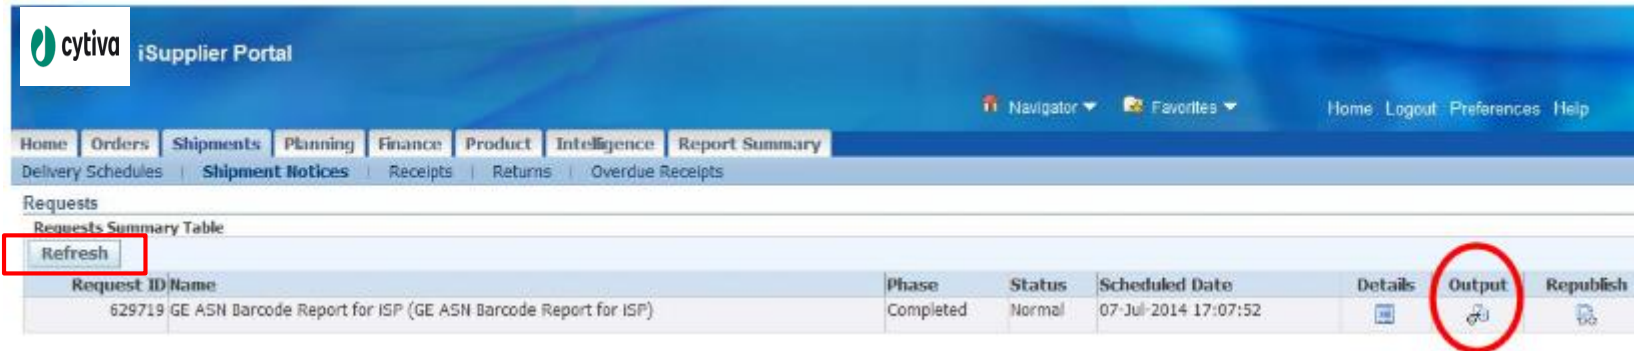 cytiva
iSupplier Portal
Navigator Favorites Home Logout Preferences Help
Home Orders Shipments Planning Finance Product Intelligence Report Summary
Delivery Schedules | Shipment Notices | Receipts | Returns | Overdue Receipts
Requests
Requests Summary Table
Refresh
Request ID Name Phase Status Scheduled Date Details Output Republish
629719 GE ASN Barcode Report for ISP (GE ASN Barcode Report for ISP) Completed Normal 07-Jul-2014 17:07:52